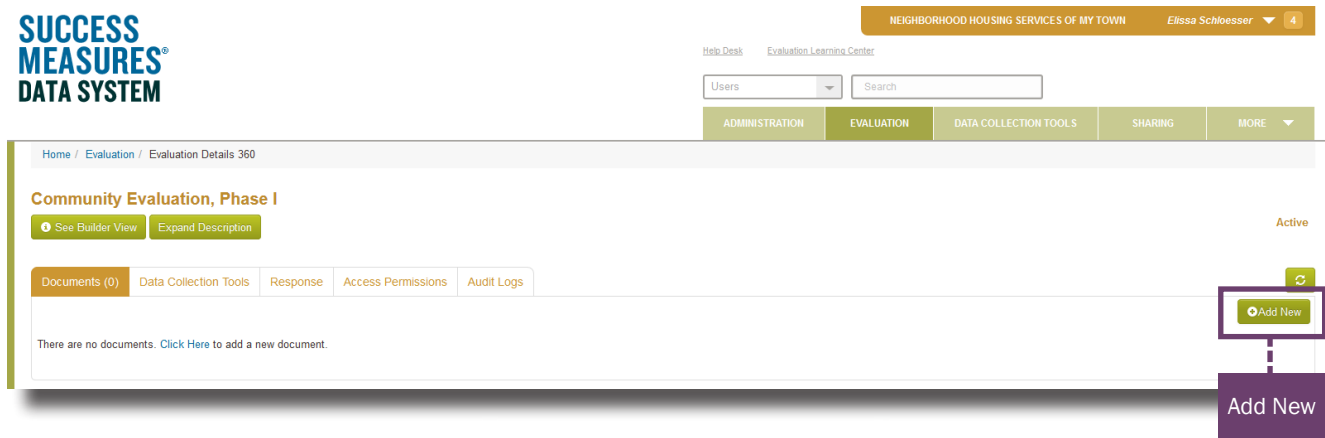 SUCCESS
MEASURES®
DATA SYSTEM
NEIGHBORHOOD HOUSING SERVICES OF MY TOWN Elissa Schloesser 4
Help Desk Evaluation Learning Center
Users Search
ADMINISTRATION EVALUATION DATA COLLECTION TOOLS SHARING MORE
Home / Evaluation / Evaluation Details 360
Community Evaluation, Phase I
See Builder View Expand Description
Active
Documents (0) Data Collection Tools Response Access Permissions Audit Logs
Add New
There are no documents. Click Here to add a new document.
Add New